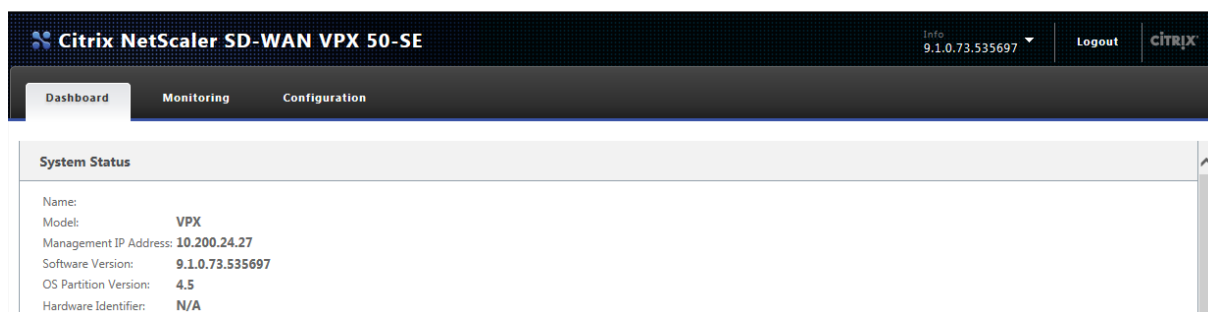 Citrix NetScaler SD-WAN VPX 50-SE
Info
9.1.0.73.535697
Logout
CITRIX
Dashboard Monitoring Configuration
System Status
Name:
Model: VPX
Management IP Address: 10.200.24.27
Software Version: 9.1.0.73.535697
OS Partition Version: 4.5
Hardware Identifier: N/A